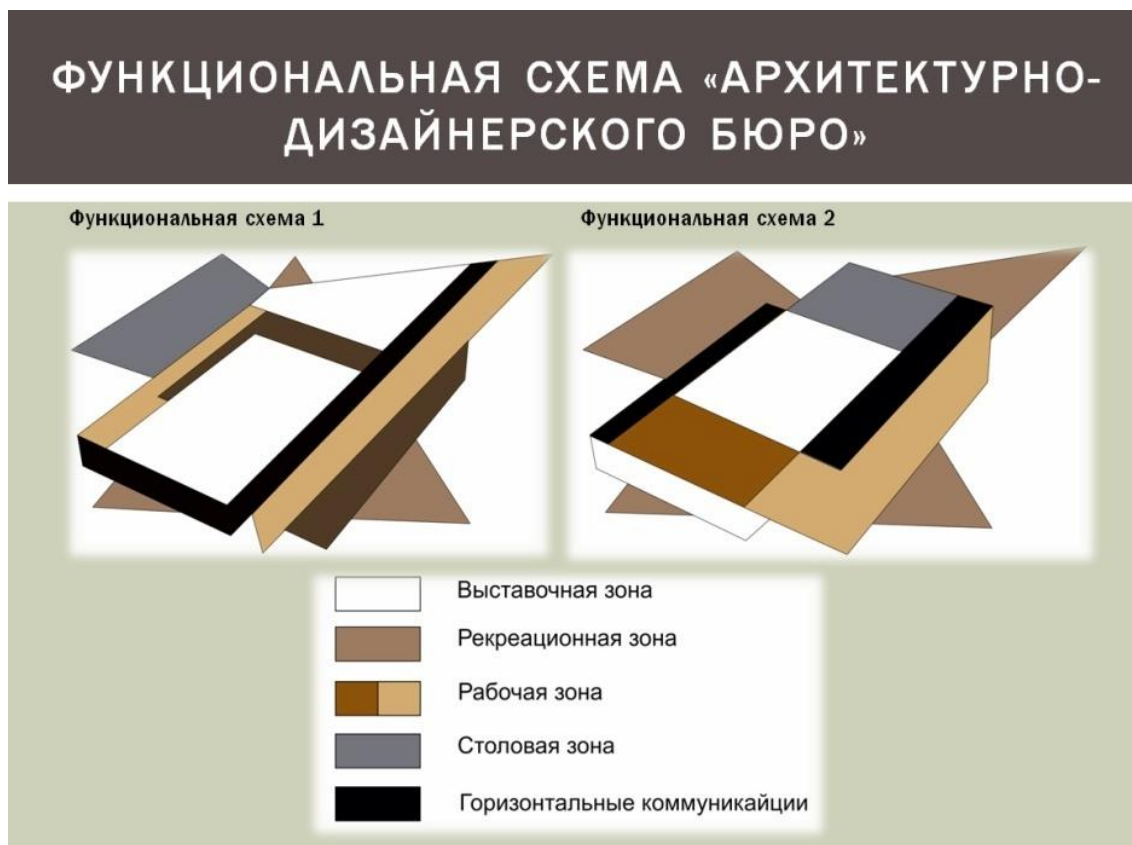 ФУНКЦИОНАЛЬНАЯ СХЕМА «АРХИТЕКТУРНО-
ДИЗАЙНЕРСКОГО БЮРО»
Функциональная схема 1
Функциональная схема 2
Выставочная зона
Рекреационная зона
Рабочая зона
Столовая зона
Горизонтальные коммуникайции